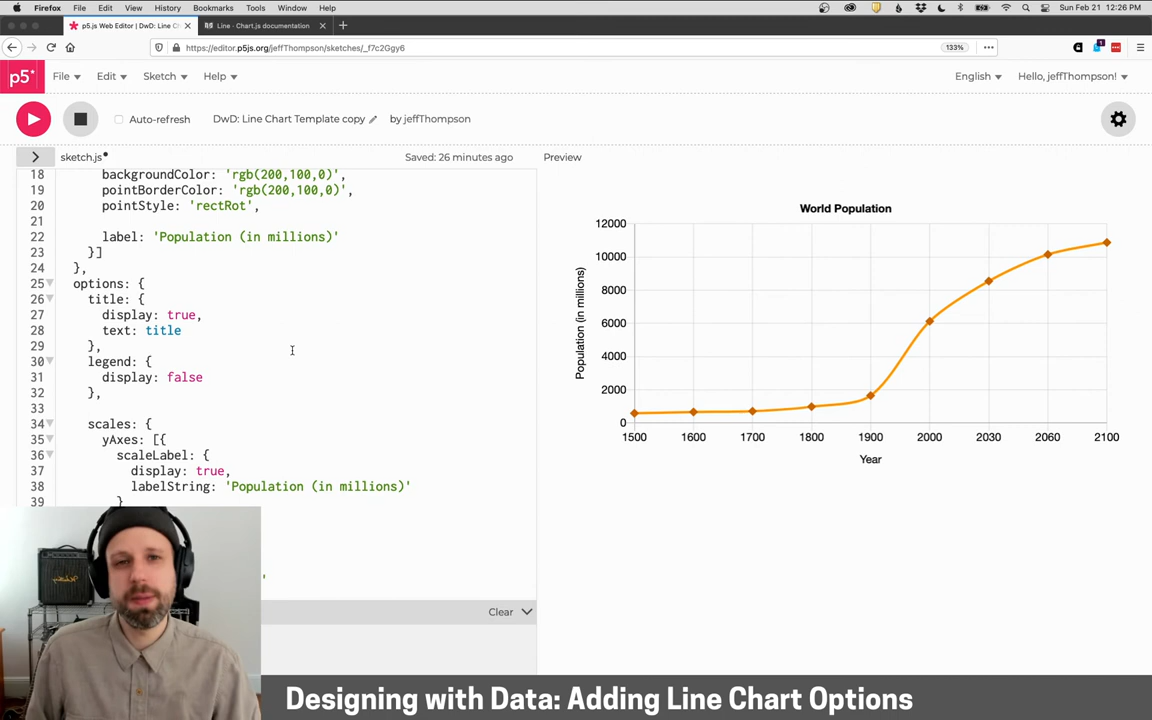 Firefox File Edit View History Bookmarks Tools Window Help Sun Feb 21 12:26 PM
p5.js Web Editor | DwD: Line C
Line - Chart.js documentation
https://editor.p5js.org/jeffThompson/sketches/_f7c2Ggy6
133%
p5* File Edit Sketch Help English Hello, jeffThompson!
Auto-refresh DwD: Line Chart Template copy by jeffThompson
sketch.js Saved: 26 minutes ago Preview
18 backgroundColor: 'rgb(200,100,0)',
19 pointBorderColor: 'rgb(200,100,0)',
20 pointStyle: 'rectRot',
21
22 label: 'Population (in millions)'
23 }]
24 },
25 options: {
26 title: {
27 display: true,
28 text: title
29 },
30 legend: {
31 display: false
32 },
33
34 scales: {
35 yAxes: [{
36 scaleLabel: {
37 display: true,
38 labelString: 'Population (in millions)'
39 }
Clear
World Population
12000
10000
8000
6000
4000
2000
0
Population (in millions)
1500 1600 1700 1800 1900 2000 2030 2060 2100
Year
Designing with Data: Adding Line Chart Options